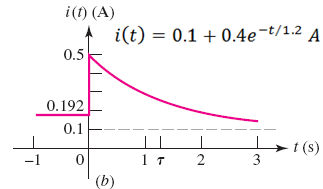 i(t) (A)
i(t) = 0.1 + 0.4e^{-t/1.2} A
0.5
0.192
0.1
t (s)
-1 0 1 τ 2 3
(b)